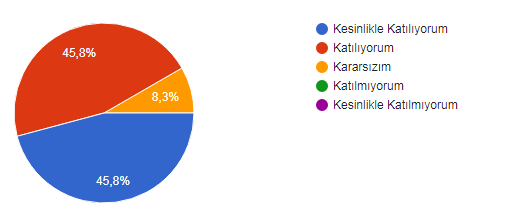 45,8%
8,3%
45,8%
Kesinlikle Katılıyorum
Katılıyorum
Kararsızım
Katılmıyorum
Kesinlikle Katılmıyorum